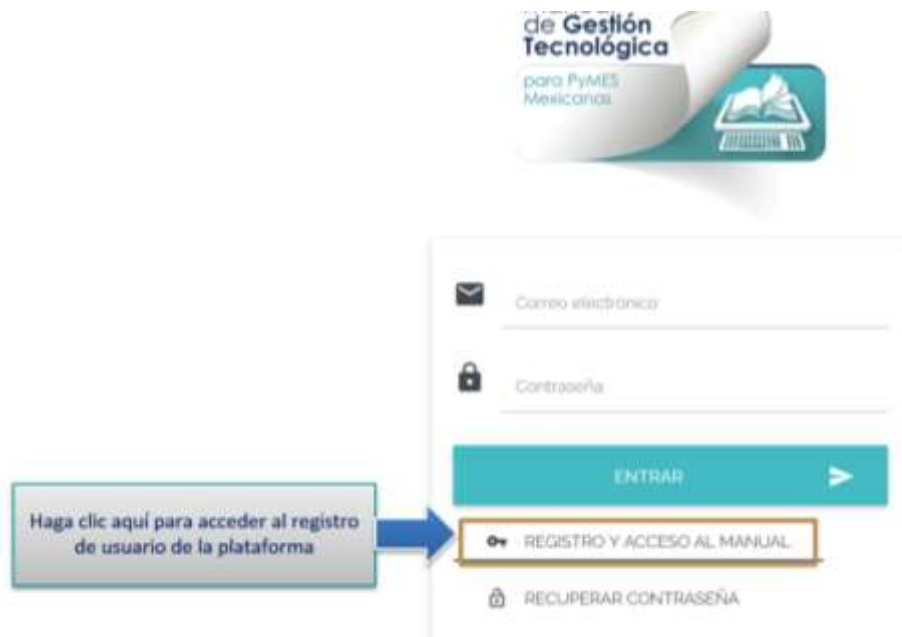 de Gestión
Tecnológica
para PyMES
Mexicanas
Correo electrónico
Contraseña
ENTRAR
Haga clic aquí para acceder al registro
de usuario de la plataforma
REGISTRO Y ACCESO AL MANUAL
RECUPERAR CONTRASEÑA